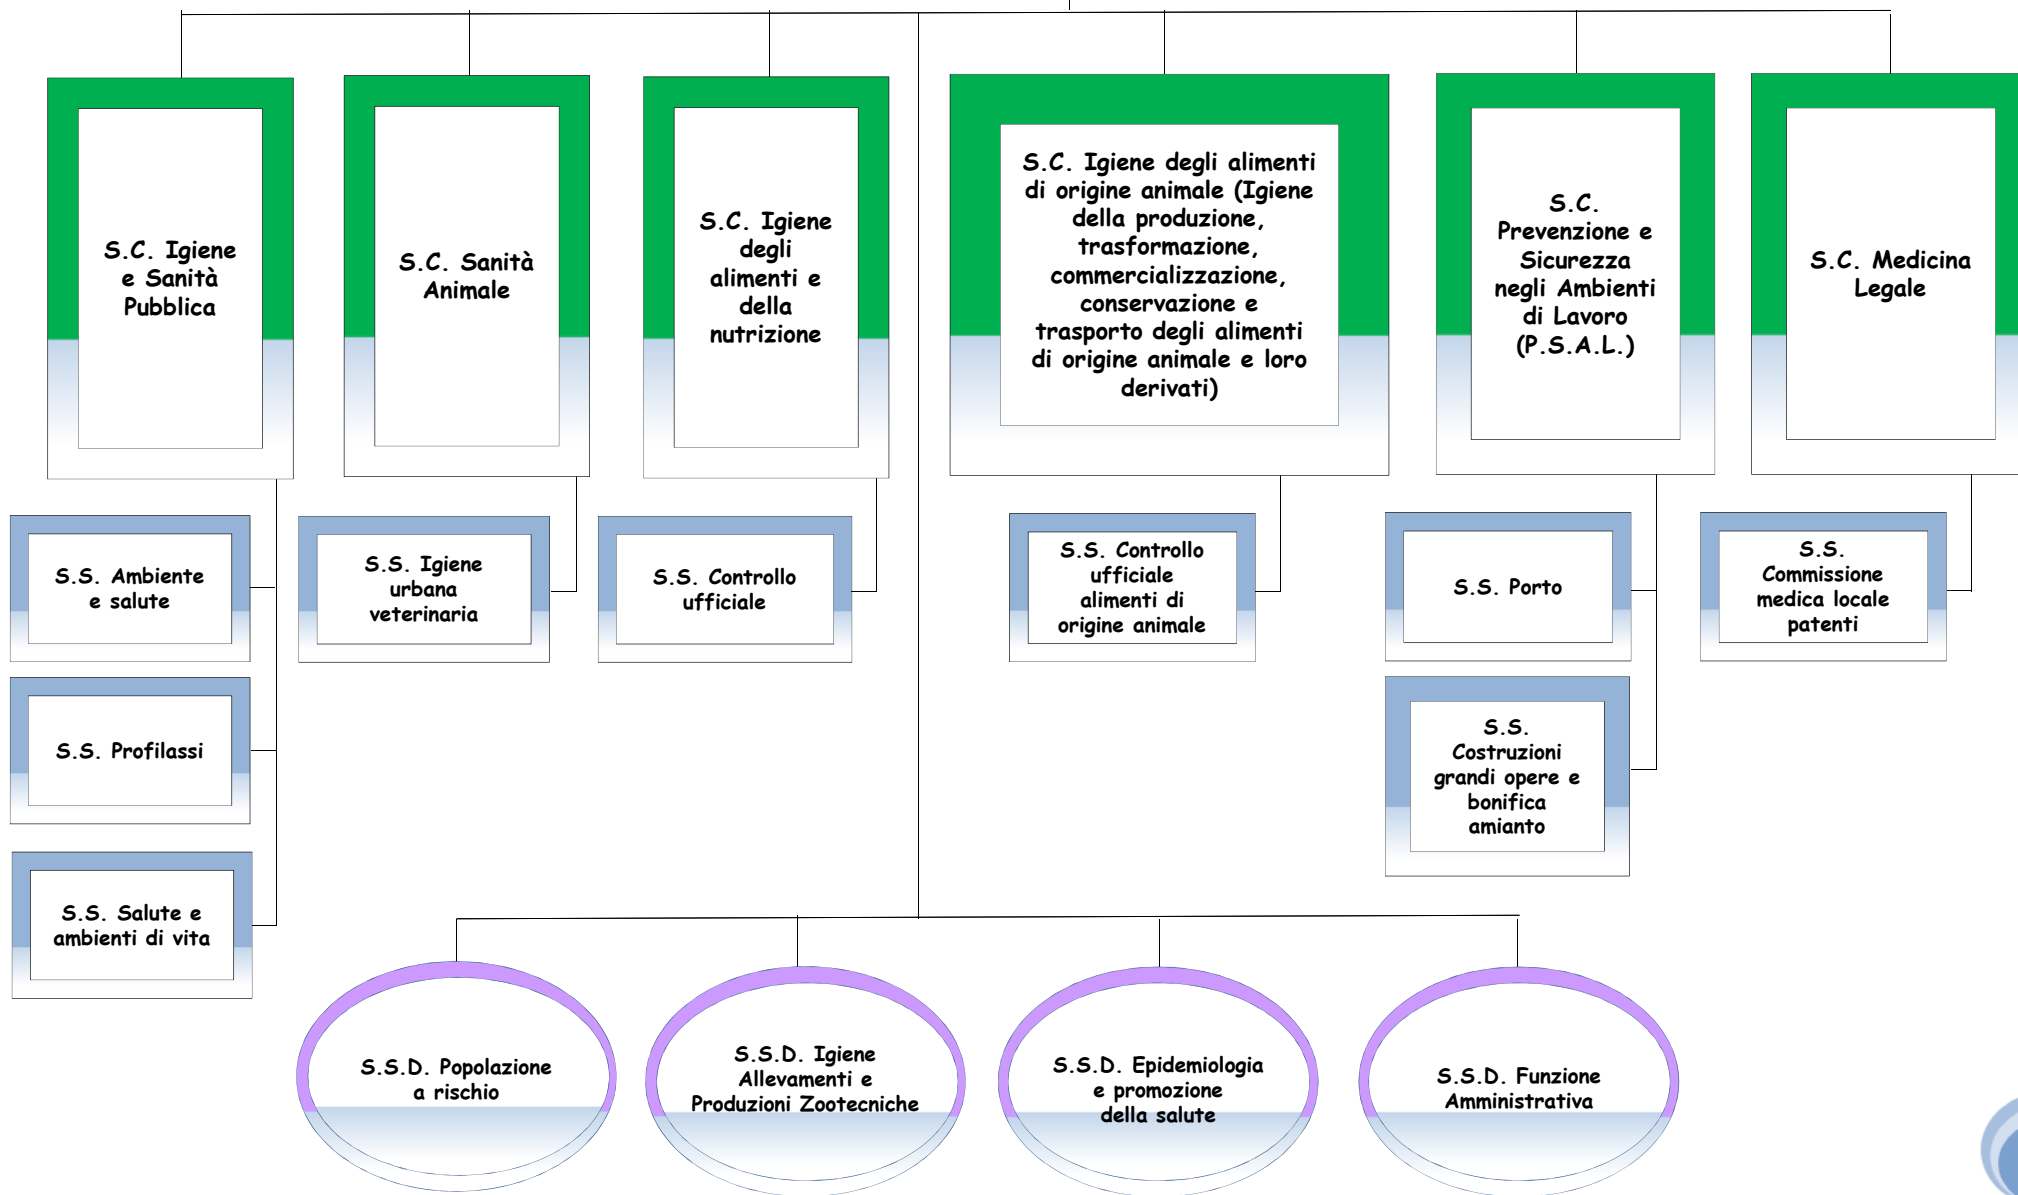 S.C. Igiene
e Sanità
Pubblica
S.C. Sanità
Animale
S.C. Igiene
degli
alimenti e
della
nutrizione
S.C. Igiene degli alimenti
di origine animale (Igiene
della produzione,
trasformazione,
commercializzazione,
conservazione e
trasporto degli alimenti
di origine animale e loro
derivati)
S.C.
Prevenzione e
Sicurezza
negli Ambienti
di Lavoro
(P.S.A.L.)
S.C. Medicina
Legale
S.S. Ambiente
e salute
S.S. Igiene
urbana
veterinaria
S.S. Controllo
ufficiale
S.S. Controllo
ufficiale
alimenti di
origine animale
S.S. Porto
S.S.
Commissione
medica locale
patenti
S.S. Profilassi
S.S.
Costruzioni
grandi opere e
bonifica
amianto
S.S. Salute e
ambienti di vita
S.S.D. Popolazione
a rischio
S.S.D. Igiene
Allevamenti e
Produzioni Zootecniche
S.S.D. Epidemiologia
e promozione
della salute
S.S.D. Funzione
Amministrativa